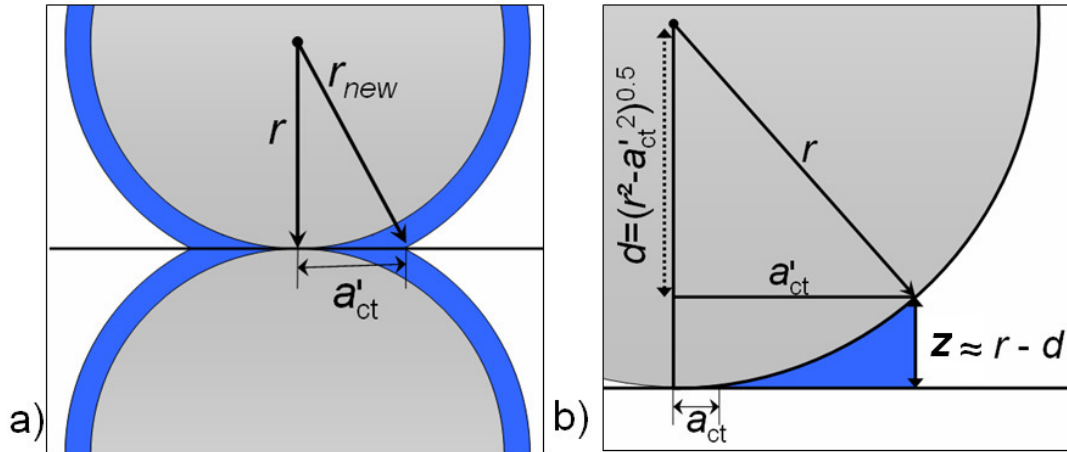 r
r_new
a'_ct
a)
d=(r²-a'_ct²)^0.5
r
a'_ct
z ≈ r - d
a_ct
b)